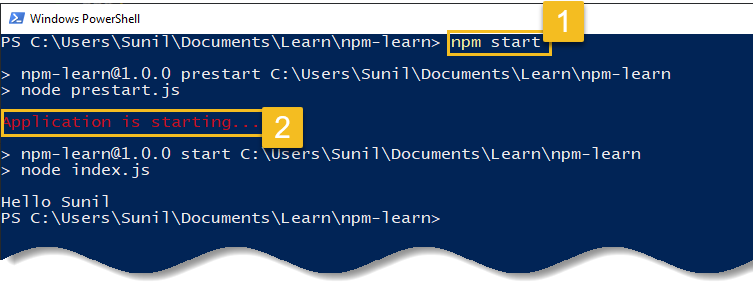 Windows PowerShell
1
PS C:\Users\Sunil\Documents\Learn\npm-learn> npm start
> npm-learn@1.0.0 prestart C:\Users\Sunil\Documents\Learn\npm-learn
> node prestart.js
Application is starting...
2
> npm-learn@1.0.0 start C:\Users\Sunil\Documents\Learn\npm-learn
> node index.js
Hello Sunil
PS C:\Users\Sunil\Documents\Learn\npm-learn>